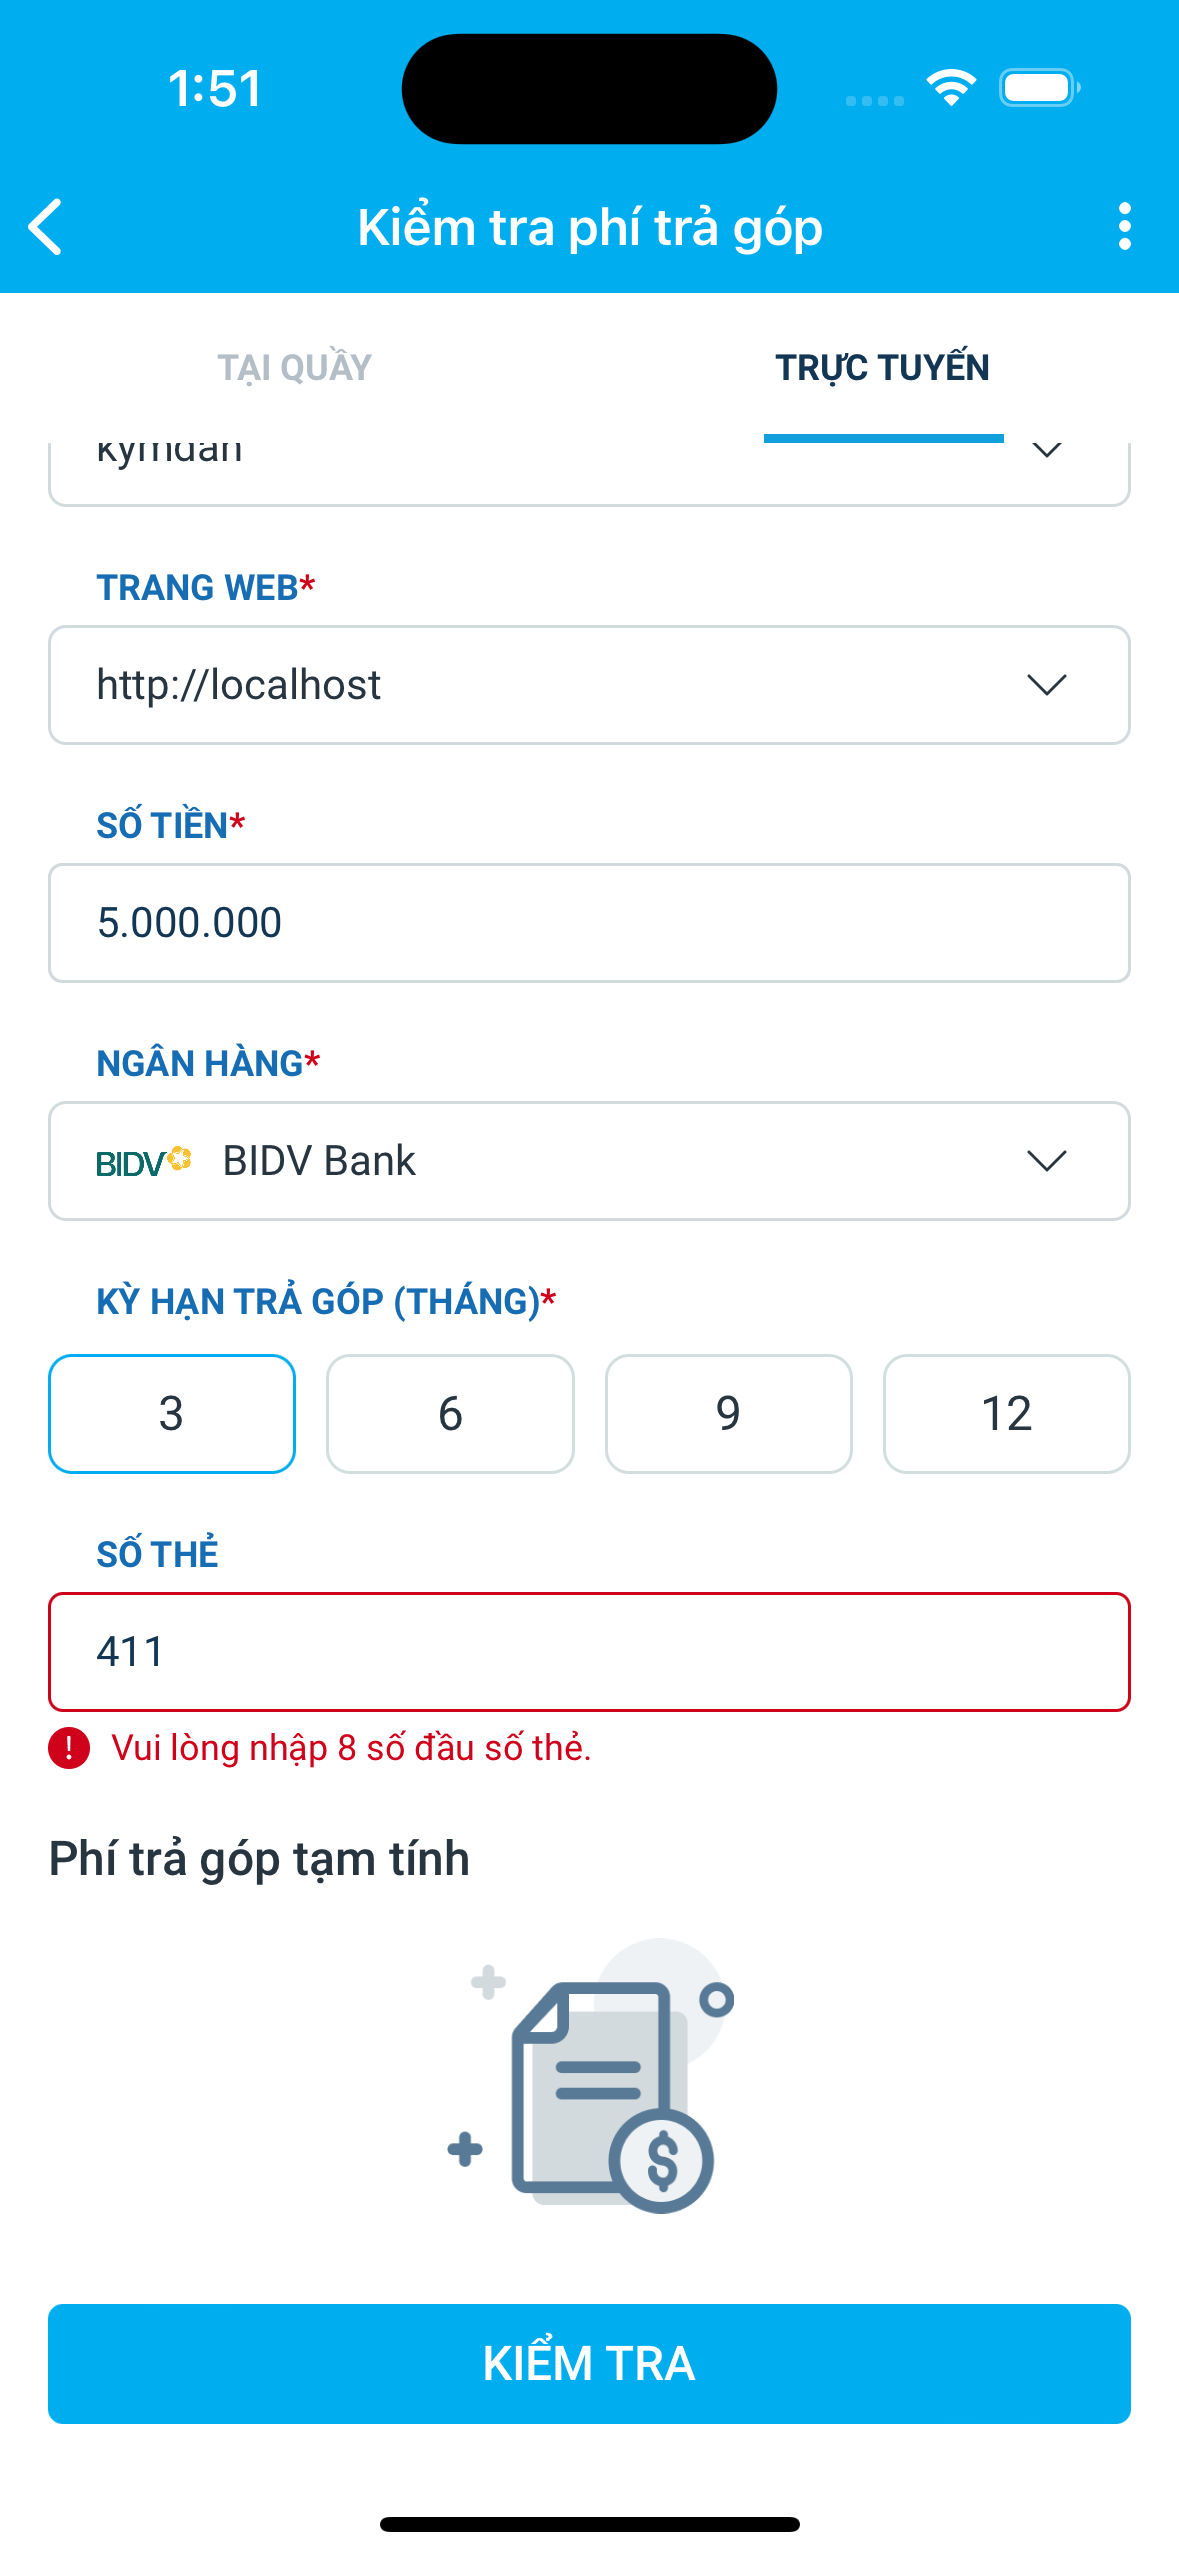 1:51
Kiểm tra phí trả góp
TẠI QUẦY
TRỰC TUYẾN
kymdan
TRANG WEB*
http://localhost
SỐ TIỀN*
5.000.000
NGÂN HÀNG*
BIDV BIDV Bank
KỲ HẠN TRẢ GÓP (THÁNG)*
3 6 9 12
SỐ THẺ
411
! Vui lòng nhập 8 số đầu số thẻ.
Phí trả góp tạm tính
$
KIỂM TRA